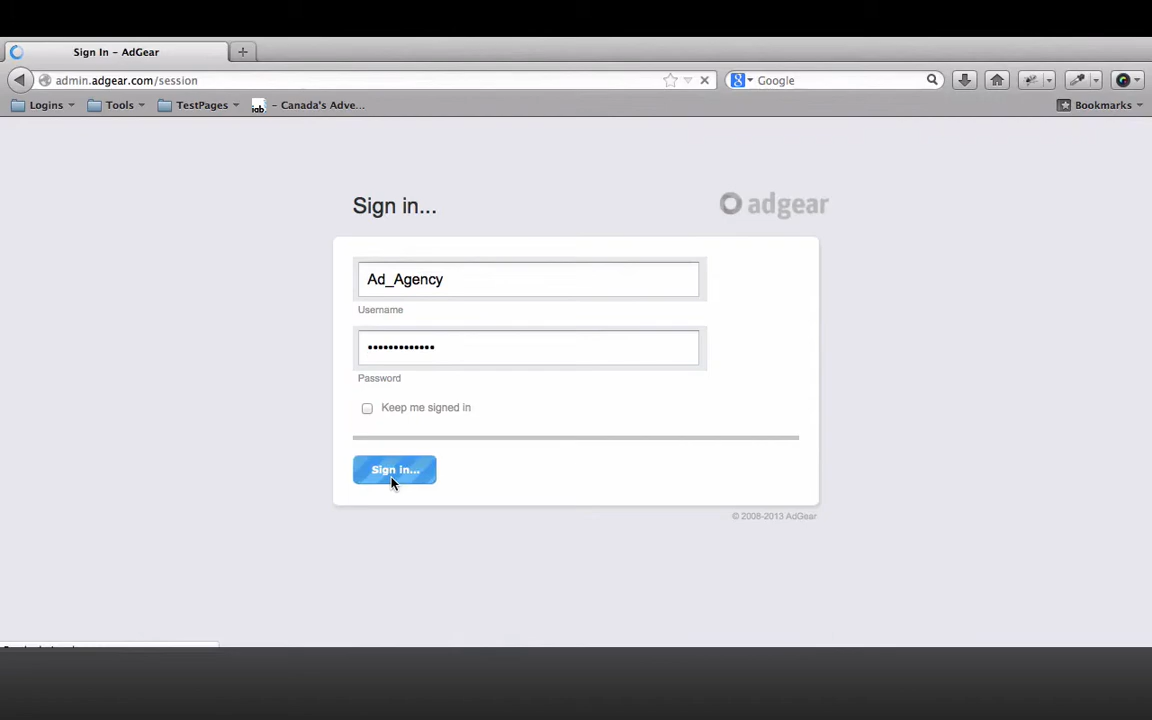 Sign In – AdGear
admin.adgear.com/session
Google
Logins
Tools
TestPages
iab.
- Canada's Adve...
Bookmarks
Sign in...
adgear
Ad_Agency
Username
•••••••••••••
Password
Keep me signed in
Sign in...
© 2008-2013 AdGear